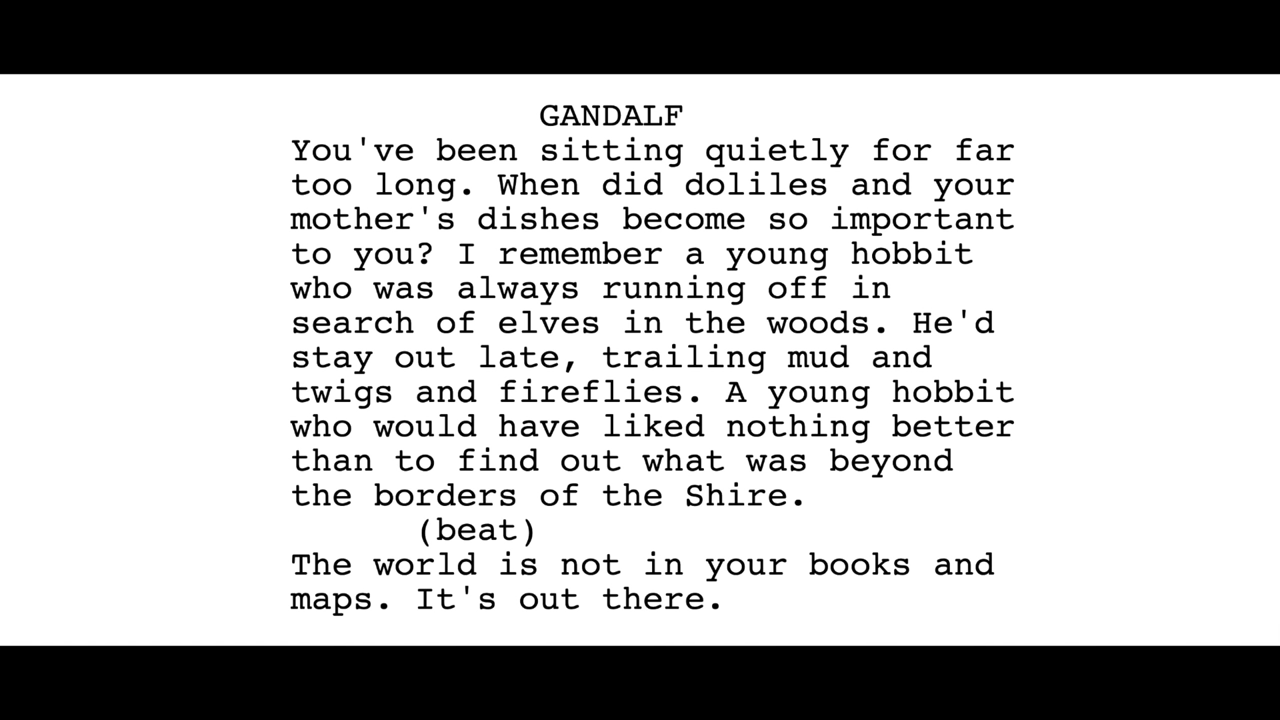 GANDALF
You've been sitting quietly for far
too long. When did doliles and your
mother's dishes become so important
to you? I remember a young hobbit
who was always running off in
search of elves in the woods. He'd
stay out late, trailing mud and
twigs and fireflies. A young hobbit
who would have liked nothing better
than to find out what was beyond
the borders of the Shire.
(beat)
The world is not in your books and
maps. It's out there.